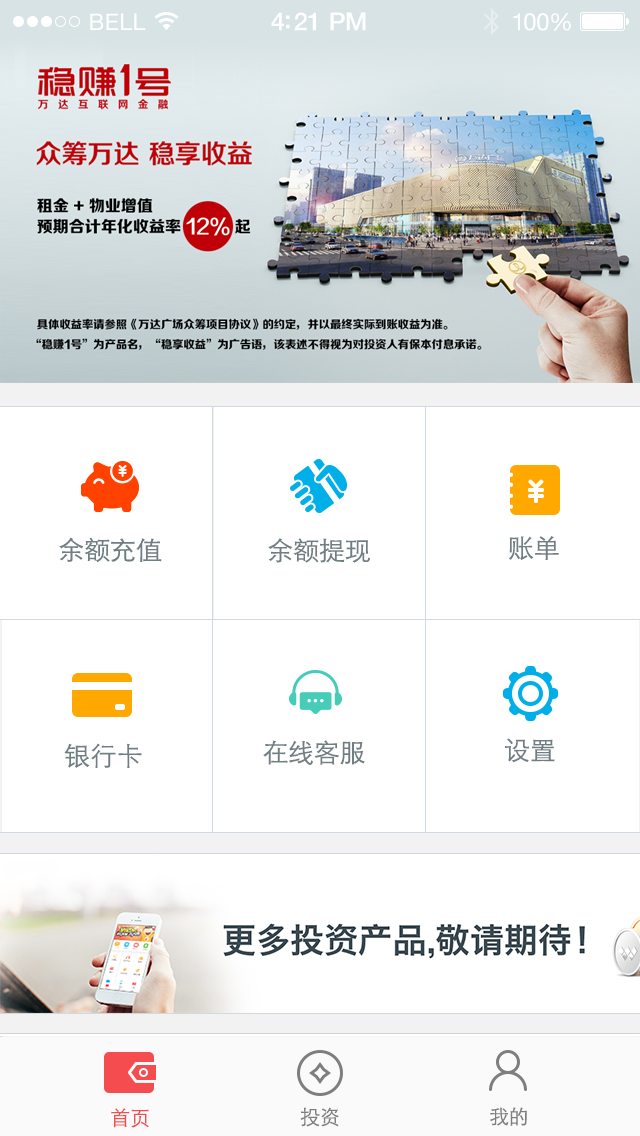 BELL 4:21 PM 100%
稳赚1号
万达互联网金融
众筹万达 稳享收益
租金 + 物业增值
预期合计年化收益率12%起
具体收益率请参照《万达广场众筹项目协议》的约定，并以最终实际到账收益为准。
“稳赚1号”为产品名，“稳享收益”为广告语，该表述不得视为对投资人有保本付息承诺。
余额充值 余额提现 账单
银行卡 在线客服 设置
更多投资产品,敬请期待！
首页 投资 我的